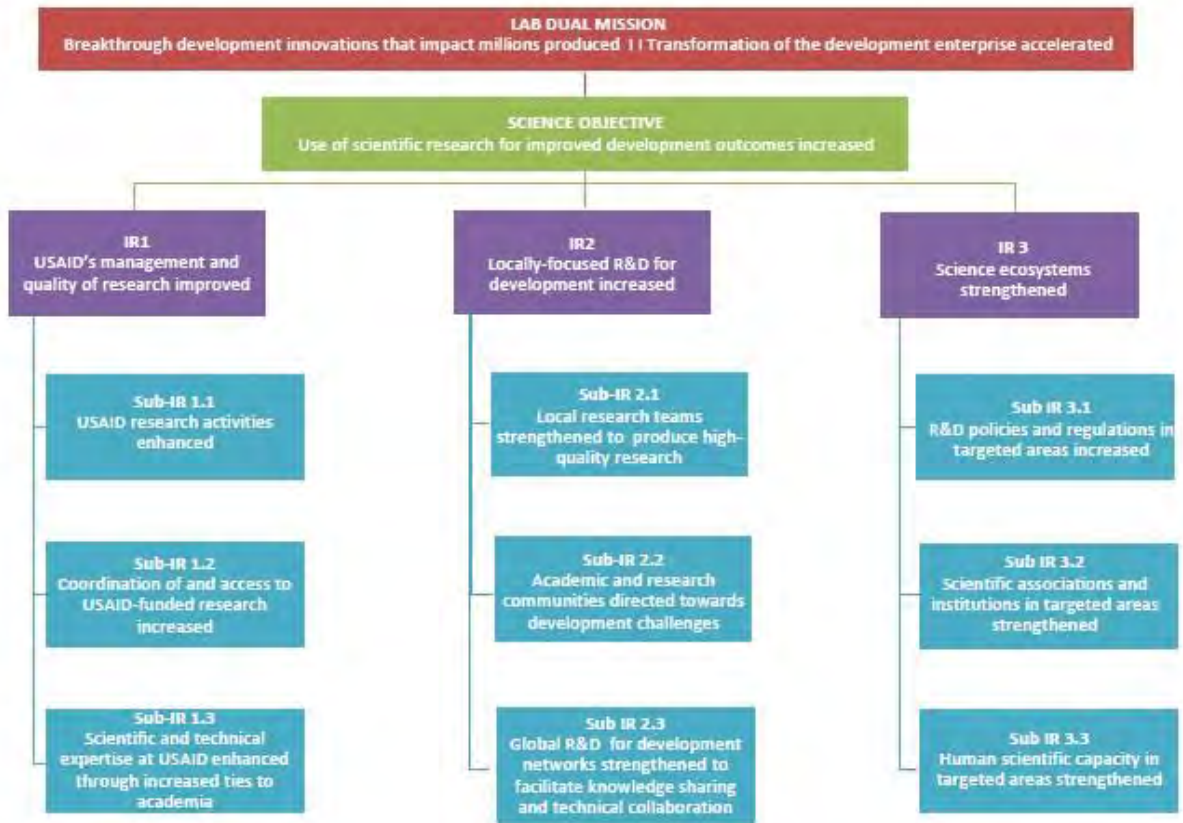 LAB DUAL MISSION
Breakthrough development innovations that impact millions produced I I Transformation of the development enterprise accelerated
SCIENCE OBJECTIVE
Use of scientific research for improved development outcomes increased
IR1
USAID's management and
quality of research improved
IR2
Locally-focused R&D for
development increased
IR 3
Science ecosystems
strengthened
Sub-IR 1.1
USAID research activities
enhanced
Sub-IR 2.1
Local research teams
strengthened to produce high-
quality research
Sub IR 3.1
R&D policies and regulations in
targeted areas increased
Sub-IR 1.2
Coordination of and access to
USAID-funded research
increased
Sub-IR 2.2
Academic and research
communities directed towards
development challenges
Sub IR 3.2
Scientific associations and
institutions in targeted areas
strengthened
Sub-IR 1.3
Scientific and technical
expertise at USAID enhanced
through increased ties to
academia
Sub IR 2.3
Global R&D for development
networks strengthened to
facilitate knowledge sharing
and technical collaboration
Sub IR 3.3
Human scientific capacity in
targeted areas strengthened